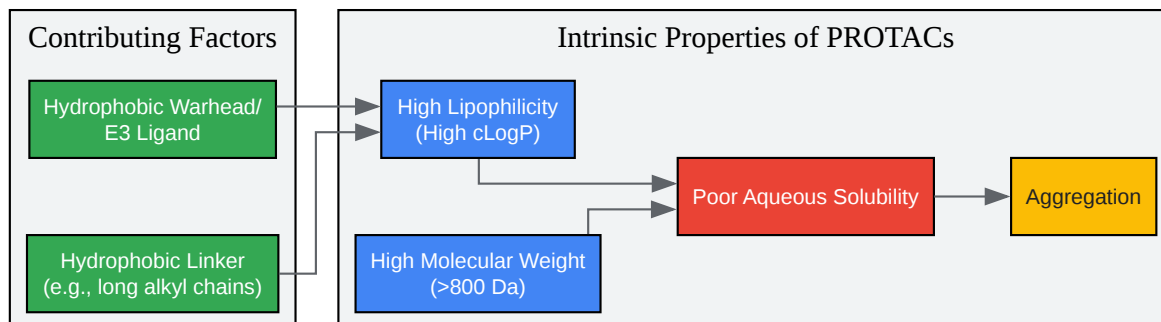 Contributing Factors
Hydrophobic Warhead/
E3 Ligand
Hydrophobic Linker
(e.g., long alkyl chains)
Intrinsic Properties of PROTACs
High Lipophilicity
(High cLogP)
High Molecular Weight
(>800 Da)
Poor Aqueous Solubility
Aggregation